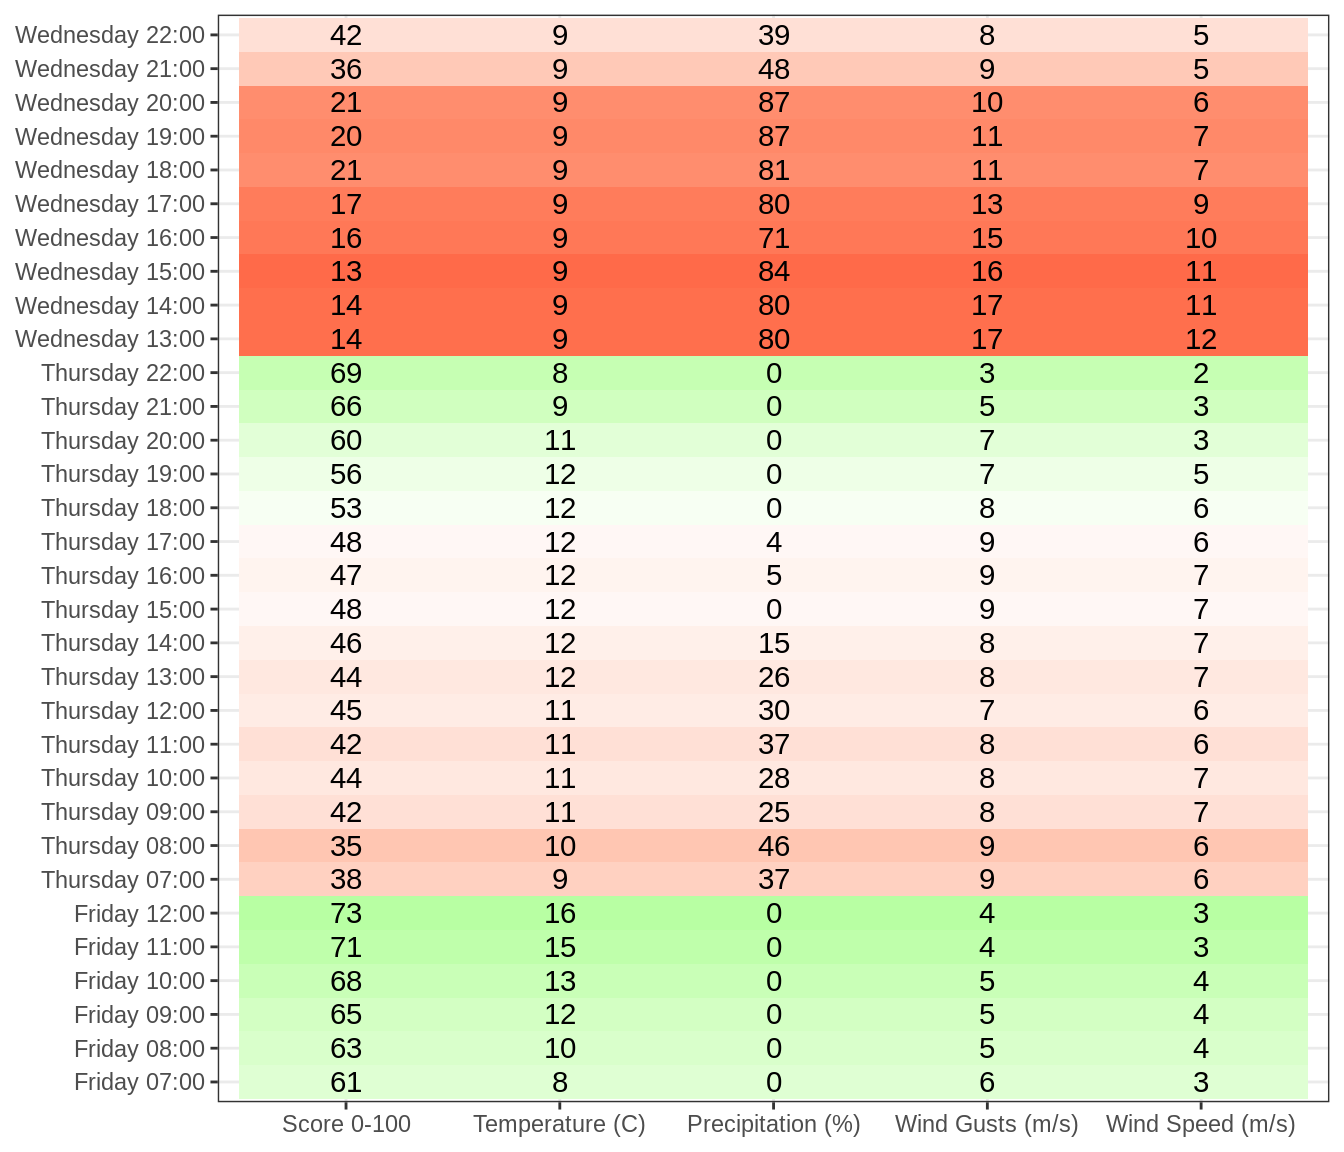 Wednesday 22:00 42 9 39 8 5
Wednesday 21:00 36 9 48 9 5
Wednesday 20:00 21 9 87 10 6
Wednesday 19:00 20 9 87 11 7
Wednesday 18:00 21 9 81 11 7
Wednesday 17:00 17 9 80 13 9
Wednesday 16:00 16 9 71 15 10
Wednesday 15:00 13 9 84 16 11
Wednesday 14:00 14 9 80 17 11
Wednesday 13:00 14 9 80 17 12
Thursday 22:00 69 8 0 3 2
Thursday 21:00 66 9 0 5 3
Thursday 20:00 60 11 0 7 3
Thursday 19:00 56 12 0 7 5
Thursday 18:00 53 12 0 8 6
Thursday 17:00 48 12 4 9 6
Thursday 16:00 47 12 5 9 7
Thursday 15:00 48 12 0 9 7
Thursday 14:00 46 12 15 8 7
Thursday 13:00 44 12 26 8 7
Thursday 12:00 45 11 30 7 6
Thursday 11:00 42 11 37 8 6
Thursday 10:00 44 11 28 8 7
Thursday 09:00 42 11 25 8 7
Thursday 08:00 35 10 46 9 6
Thursday 07:00 38 9 37 9 6
Friday 12:00 73 16 0 4 3
Friday 11:00 71 15 0 4 3
Friday 10:00 68 13 0 5 4
Friday 09:00 65 12 0 5 4
Friday 08:00 63 10 0 5 4
Friday 07:00 61 8 0 6 3
Score 0-100 Temperature (C) Precipitation (%) Wind Gusts (m/s) Wind Speed (m/s)